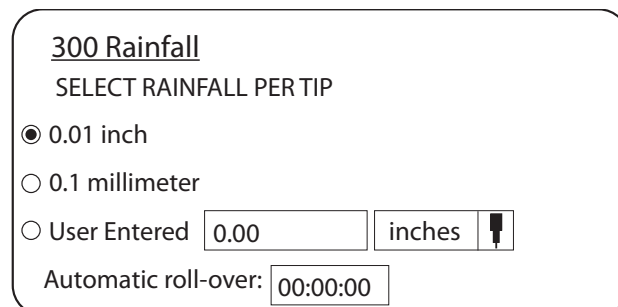 300 Rainfall
SELECT RAINFALL PER TIP
0.01 inch
0.1 millimeter
User Entered 0.00 inches
Automatic roll-over: 00:00:00